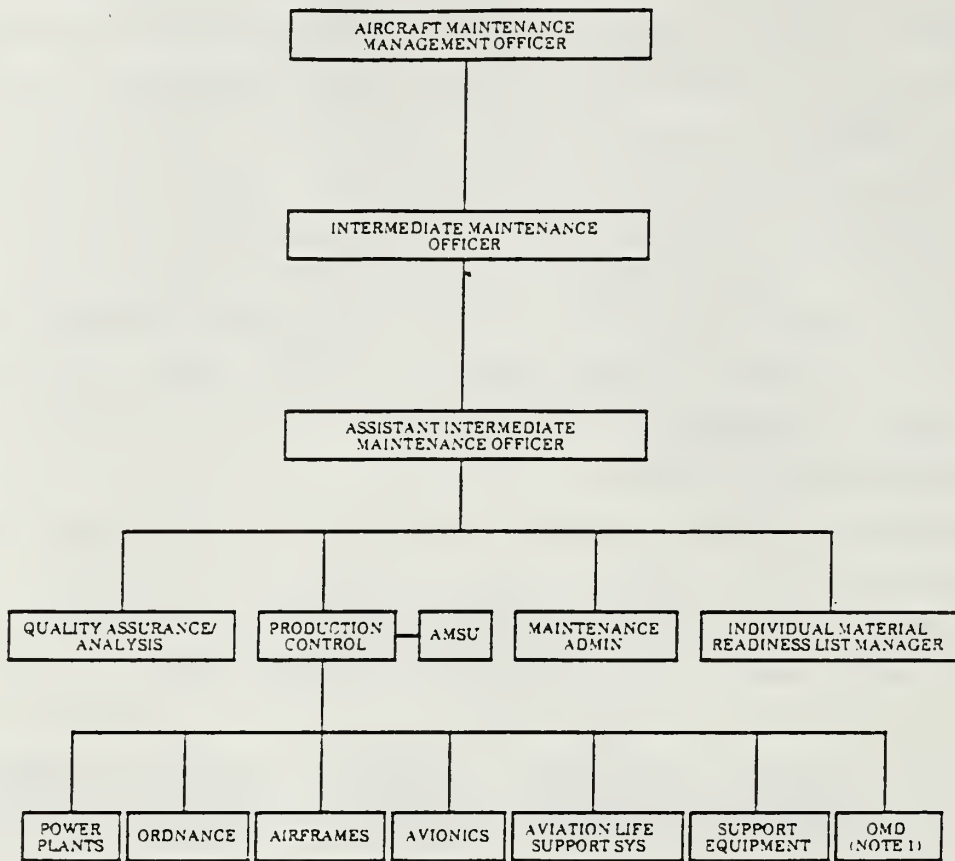 AIRCRAFT MAINTENANCE
MANAGEMENT OFFICER
INTERMEDIATE MAINTENANCE
OFFICER
ASSISTANT INTERMEDIATE
MAINTENANCE OFFICER
QUALITY ASSURANCE/
ANALYSIS
PRODUCTION
CONTROL
AMSU
MAINTENANCE
ADMIN
INDIVIDUAL MATERIAL
READINESS LIST MANAGER
POWER
PLANTS
ORDNANCE
AIRFRAMES
AVIONICS
AVIATION LIFE
SUPPORT SYS
SUPPORT
EQUIPMENT
OMD
(NOTE 1)